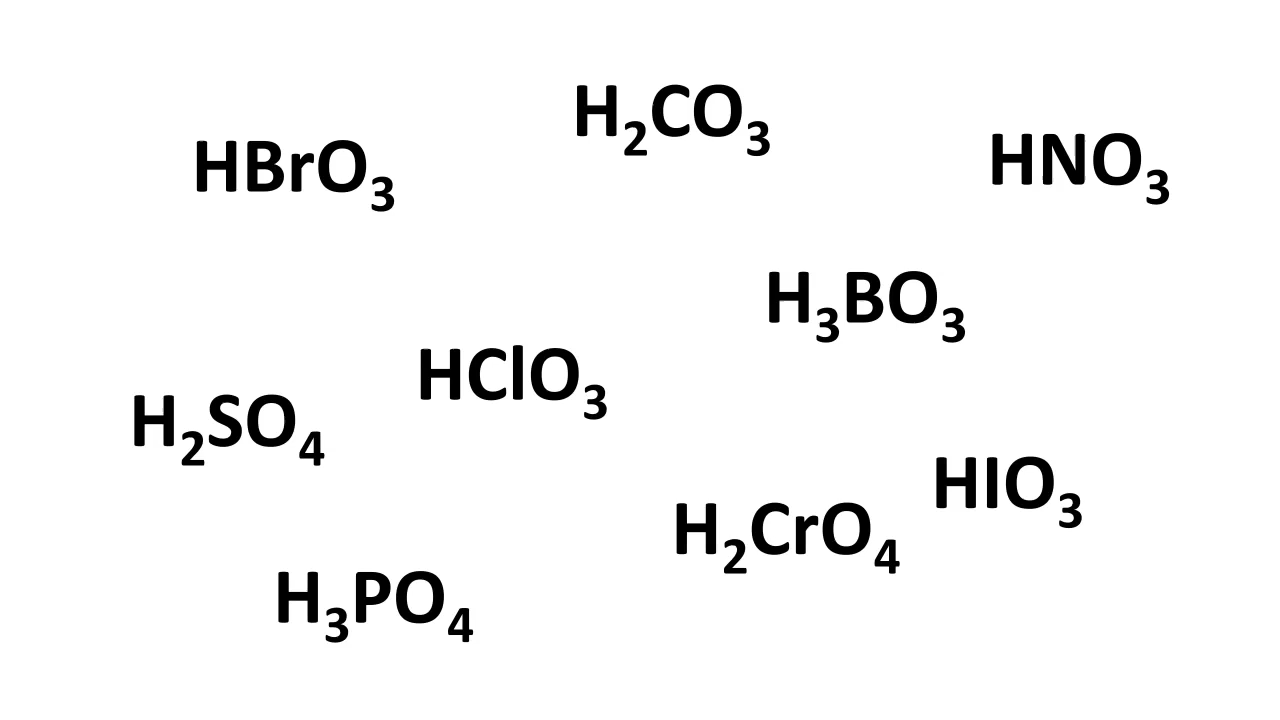 H₂CO₃
HBrO₃
HNO₃
H₃BO₃
HClO₃
H₂SO₄
HIO₃
H₂CrO₄
H₃PO₄